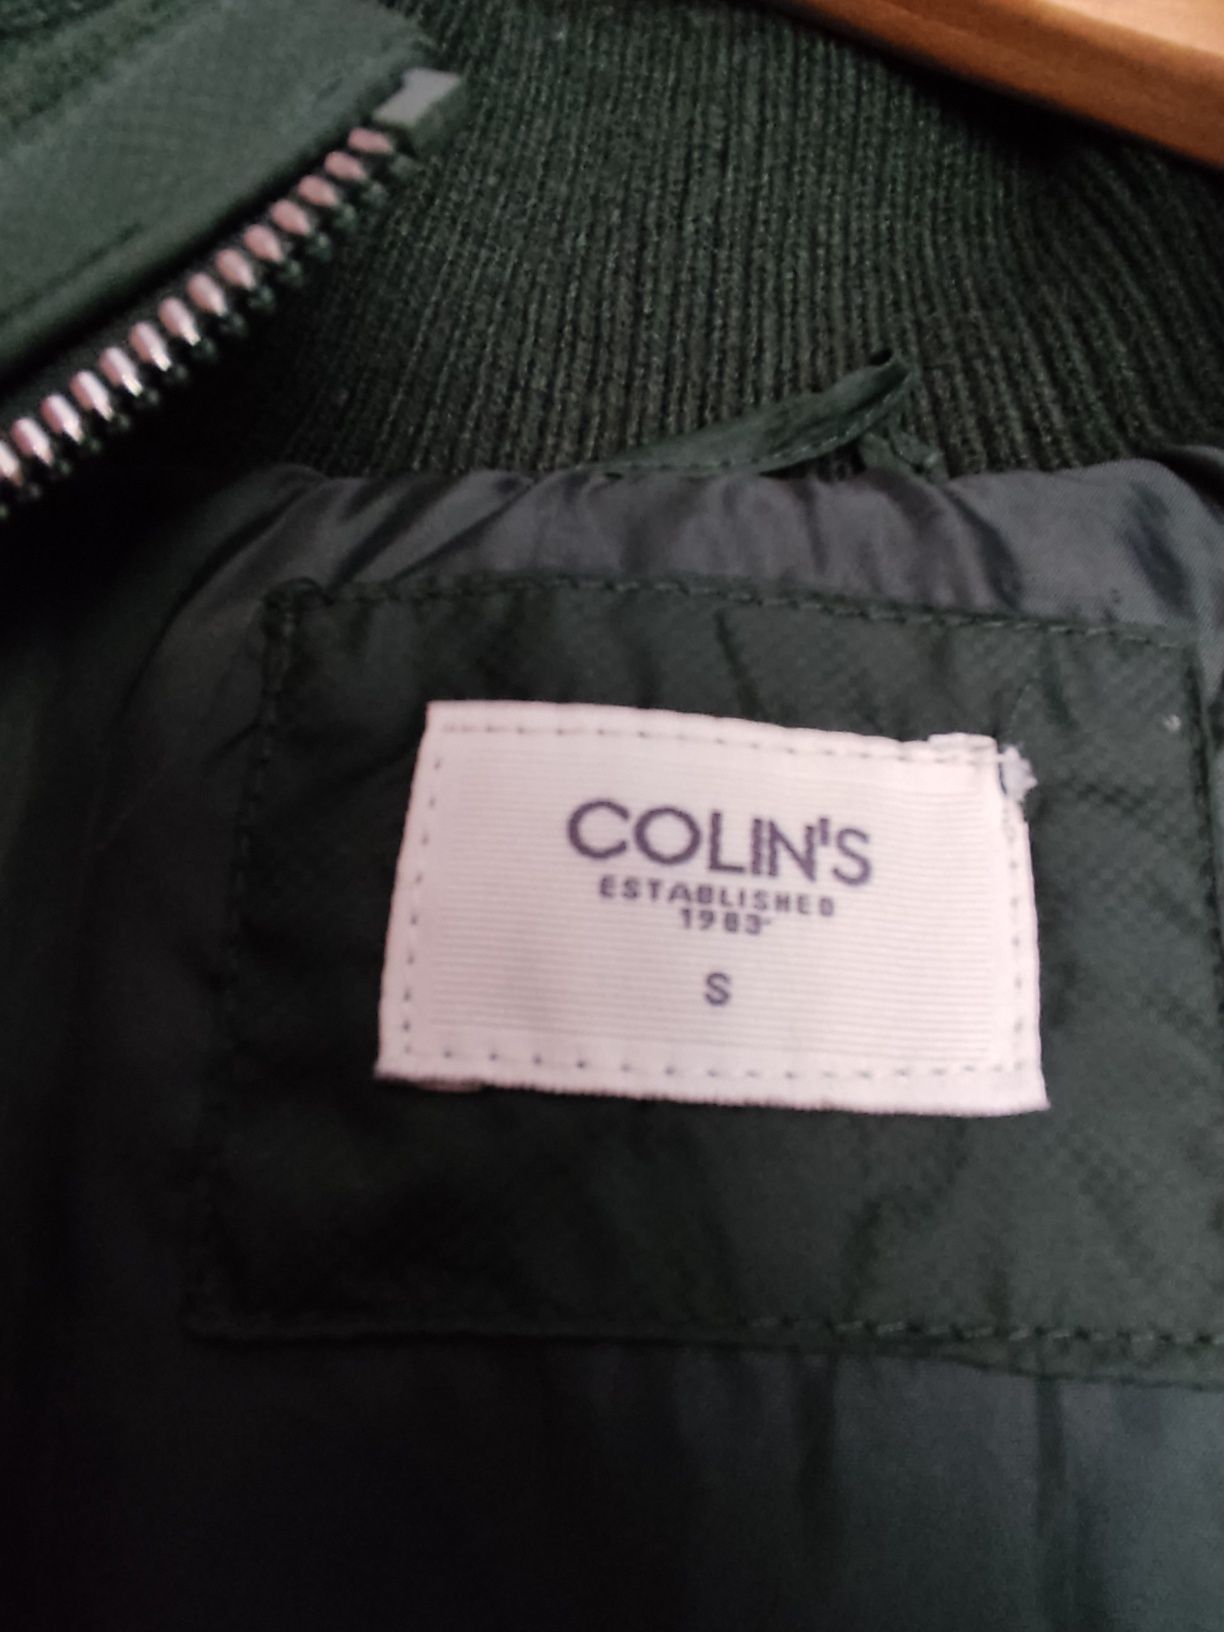 COLIN'S
ESTABLISHED
1983
S